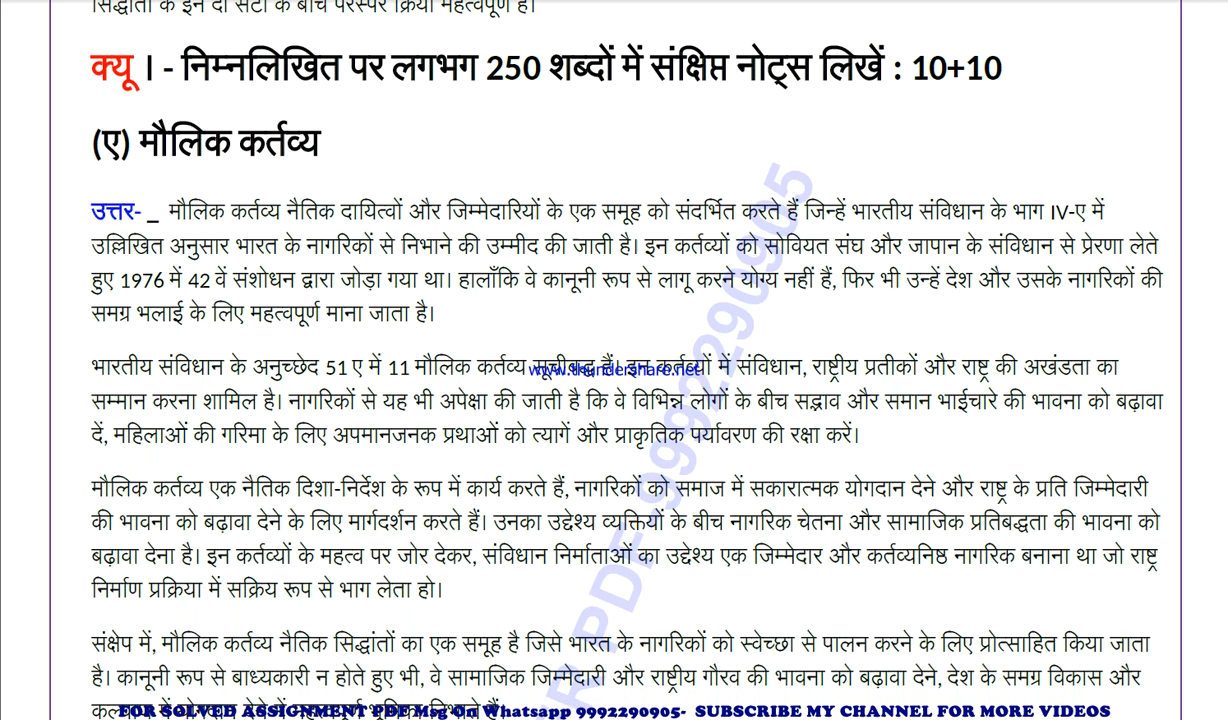 सिद्धांतों के इन दो सेटों के बीच परस्पर क्रिया महत्वपूर्ण है।
क्यू । - निम्नलिखित पर लगभग 250 शब्दों में संक्षिप्त नोट्स लिखें : 10+10
(ए) मौलिक कर्तव्य
उत्तर- _ मौलिक कर्तव्य नैतिक दायित्वों और जिम्मेदारियों के एक समूह को संदर्भित करते हैं जिन्हें भारतीय संविधान के भाग IV-ए में
उल्लिखित अनुसार भारत के नागरिकों से निभाने की उम्मीद की जाती है। इन कर्तव्यों को सोवियत संघ और जापान के संविधान से प्रेरणा लेते
हुए 1976 में 42 वें संशोधन द्वारा जोड़ा गया था। हालाँकि वे कानूनी रूप से लागू करने योग्य नहीं हैं, फिर भी उन्हें देश और उसके नागरिकों की
समग्र भलाई के लिए महत्वपूर्ण माना जाता है।
भारतीय संविधान के अनुच्छेद 51 ए में 11 मौलिक कर्तव्य सूचीबद्ध हैं। इन कर्तव्यों में संविधान, राष्ट्रीय प्रतीकों और राष्ट्र की अखंडता का
www.thundershare.net
सम्मान करना शामिल है। नागरिकों से यह भी अपेक्षा की जाती है कि वे विभिन्न लोगों के बीच सद्भाव और समान भाईचारे की भावना को बढ़ावा
दें, महिलाओं की गरिमा के लिए अपमानजनक प्रथाओं को त्यागें और प्राकृतिक पर्यावरण की रक्षा करें।
मौलिक कर्तव्य एक नैतिक दिशा-निर्देश के रूप में कार्य करते हैं, नागरिकों को समाज में सकारात्मक योगदान देने और राष्ट्र के प्रति जिम्मेदारी
की भावना को बढ़ावा देने के लिए मार्गदर्शन करते हैं। उनका उद्देश्य व्यक्तियों के बीच नागरिक चेतना और सामाजिक प्रतिबद्धता की भावना को
बढ़ावा देना है। इन कर्तव्यों के महत्व पर जोर देकर, संविधान निर्माताओं का उद्देश्य एक जिम्मेदार और कर्तव्यनिष्ठ नागरिक बनाना था जो राष्ट्र
निर्माण प्रक्रिया में सक्रिय रूप से भाग लेता हो।
संक्षेप में, मौलिक कर्तव्य नैतिक सिद्धांतों का एक समूह है जिसे भारत के नागरिकों को स्वेच्छा से पालन करने के लिए प्रोत्साहित किया जाता
है। कानूनी रूप से बाध्यकारी न होते हुए भी, वे सामाजिक जिम्मेदारी और राष्ट्रीय गौरव की भावना को बढ़ावा देने, देश के समग्र विकास और
FOR SOLVED ASSIGNMENT PDF Msg On Whatsapp 9992290905- SUBSCRIBE MY CHANNEL FOR MORE VIDEOS
R PDF-9992290905